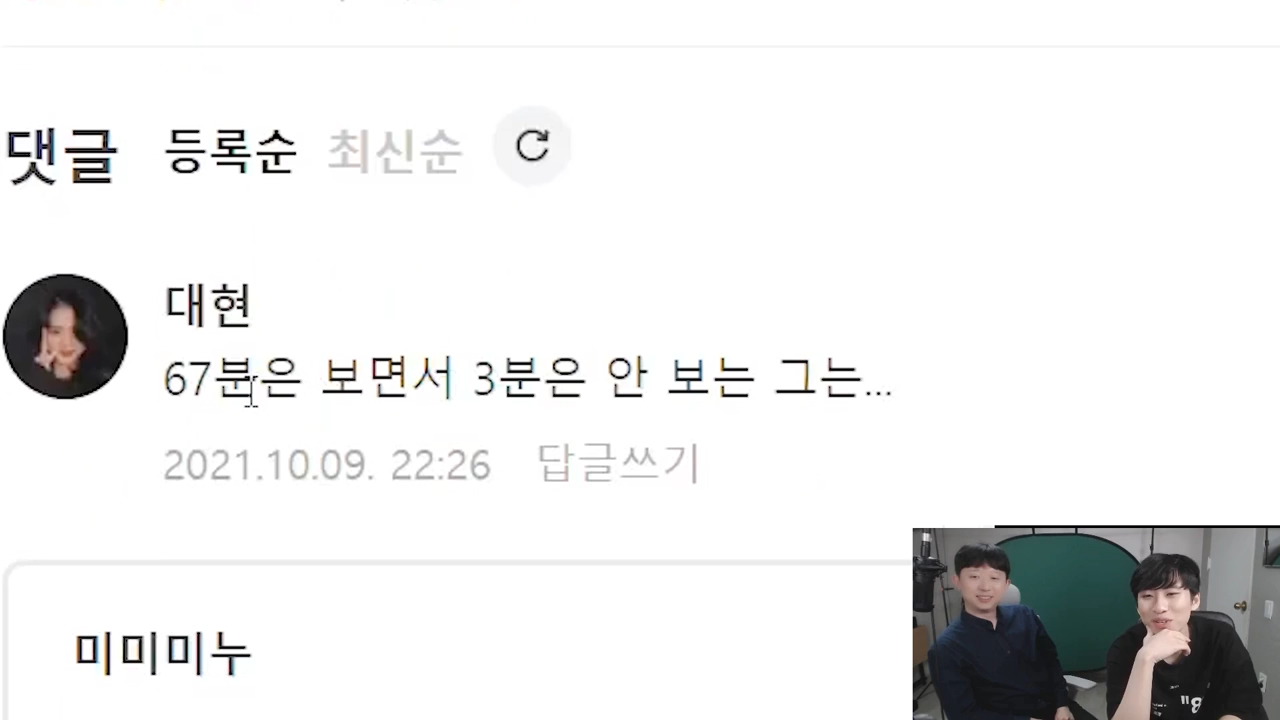 댓글 등록순 최신순
대현
67분은 보면서 3분은 안 보는 그는...
2021.10.09. 22:26 답글쓰기
미미미누
"8